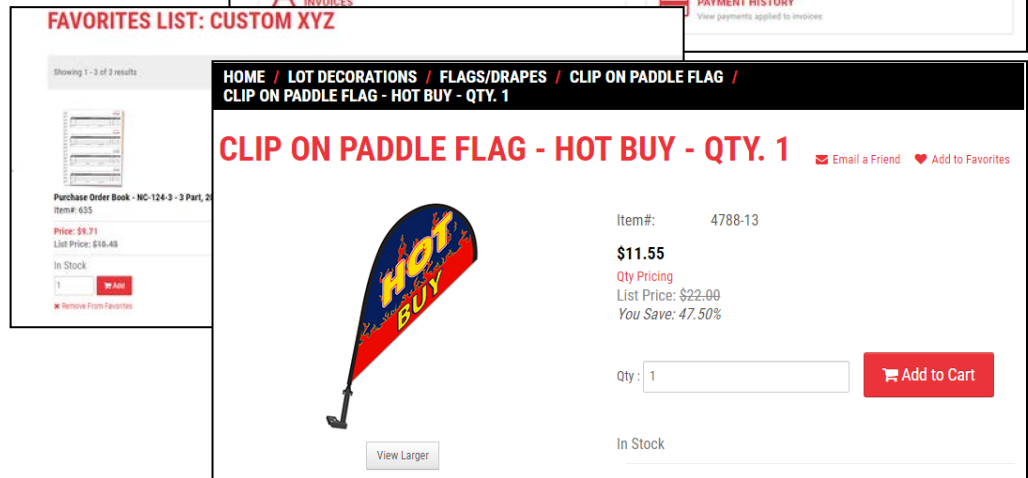 INVOICES
PAYMENT HISTORY
View payments applied to invoices
FAVORITES LIST: CUSTOM XYZ
Showing 1 - 3 of 3 results
Purchase Order Book - NC-124-3 - 3 Part, 20
Item#: 635
Price: $9.71
List Price: $18.48
In Stock
1
Add
Remove From Favorites
HOME / LOT DECORATIONS / FLAGS/DRAPES / CLIP ON PADDLE FLAG /
CLIP ON PADDLE FLAG - HOT BUY - QTY. 1
CLIP ON PADDLE FLAG - HOT BUY - QTY. 1
Email a Friend Add to Favorites
HOT
BUY
View Larger
Item#: 4788-13
$11.55
Qty Pricing
List Price: $22.00
You Save: 47.50%
Qty : 1
Add to Cart
In Stock